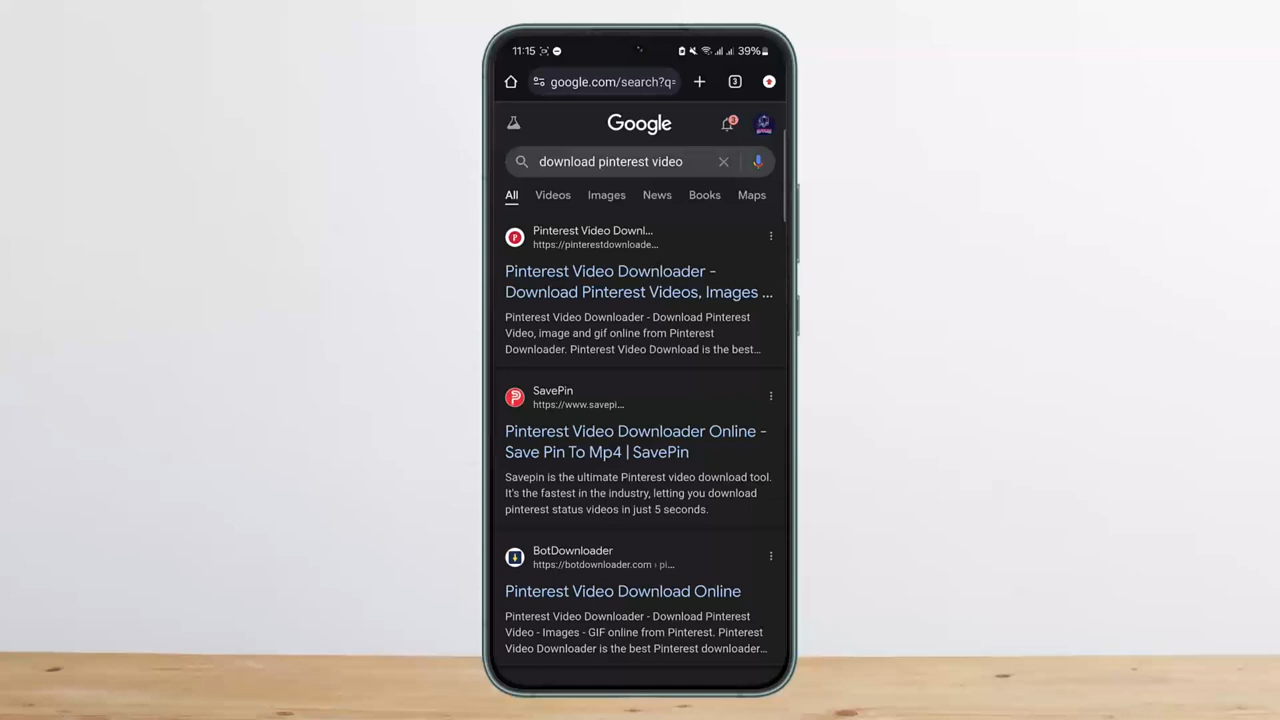 11:15
39%
google.com/search?q=
3
Google
3
download pinterest video
All Videos Images News Books Maps
Pinterest Video Downl...
https://pinterestdownloade...
Pinterest Video Downloader -
Download Pinterest Videos, Images ...
Pinterest Video Downloader - Download Pinterest
Video, image and gif online from Pinterest
Downloader. Pinterest Video Download is the best...
SavePin
https://www.savepi...
Pinterest Video Downloader Online -
Save Pin To Mp4 | SavePin
Savepin is the ultimate Pinterest video download tool.
It's the fastest in the industry, letting you download
pinterest status videos in just 5 seconds.
BotDownloader
https://botdownloader.com › pi...
Pinterest Video Download Online
Pinterest Video Downloader - Download Pinterest
Video - Images - GIF online from Pinterest. Pinterest
Video Downloader is the best Pinterest downloader...